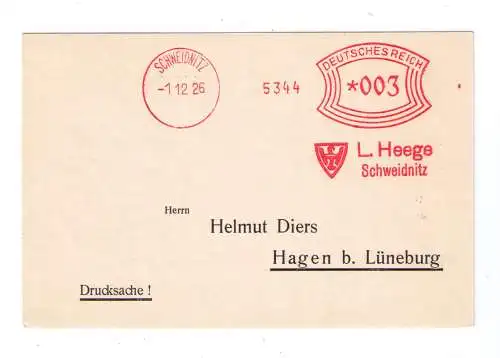 SCHWEIDNITZ
-1 12 26
5344
DEUTSCHES REICH
*003
L. Heege
Schweidnitz
Herrn
Helmut Diers
Hagen b. Lüneburg
Drucksache!